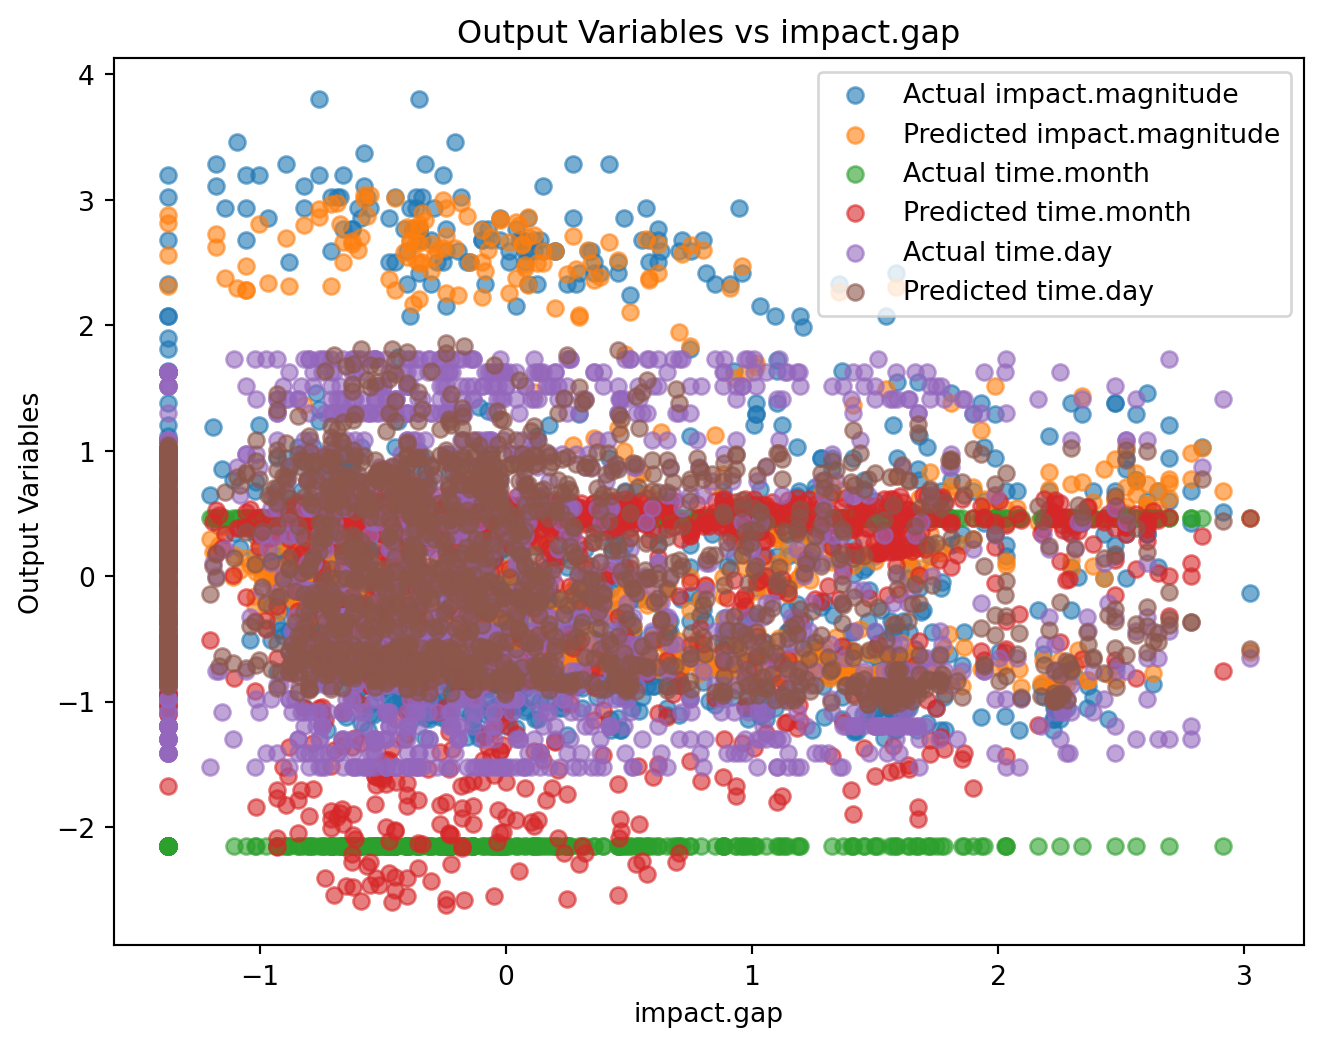 Output Variables vs impact.gap
Actual impact.magnitude
Predicted impact.magnitude
Actual time.month
Predicted time.month
Actual time.day
Predicted time.day
4
3
2
1
0
−1
−2
Output Variables
−1
0
1
2
3
impact.gap